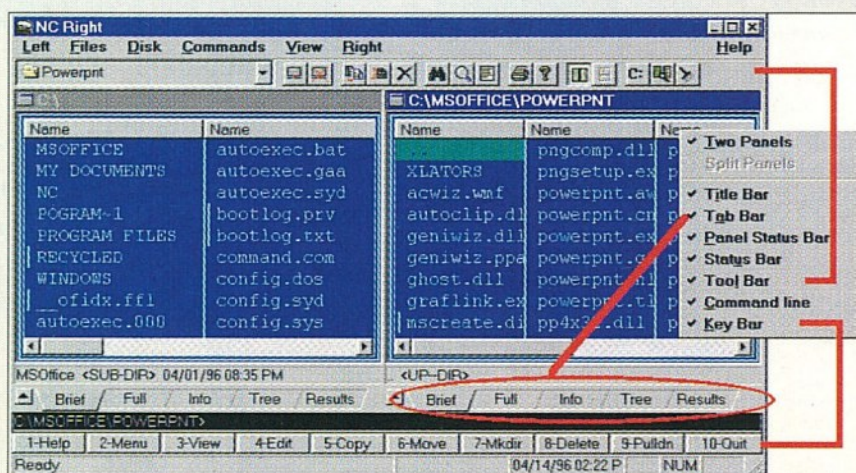 NC Right
Left Files Disk Commands View Right Help
Powerpnt
C:
C:\
Name Name
MSOFFICE autoexec.bat
MY DOCUMENTS autoexec.gaa
NC autoexec.syd
POGRAM~1 bootlog.prv
PROGRAM FILES bootlog.txt
RECYCLED command.com
WINDOWS config.dos
__ofidx.ffl config.syd
autoexec.000 config.sys
MSOffice <SUB-DIR> 04/01/96 08:35 PM
Brief Full Info Tree Results
C:\MSOFFICE\POWERPNT
Name Name
.. pngcomp.dll p
XLATORS pngsetup.ex p
acwiz.wmf powerpnt.aw p
autoclip.dl powerpnt.cn p
geniwiz.dll powerpnt.ex p
geniwiz.ppa powerpnt.g
ghost.dll
graflink.ex powerpnt.tl p
mscreate.di p
<UP--DIR>
Brief Full Info Tree Results
Two Panels
Split Panels
Title Bar
Tab Bar
Panel Status Bar
Status Bar
Tool Bar
Command line
Key Bar
C:\MSOFFICE\POWERPNT>
1-Help 2-Menu 3-View 4-Edit 5-Copy 6-Move 7-Mkdir 8-Delete 9-Pulldn 10-Quit
Ready 04/14/96 02:22 P NUM